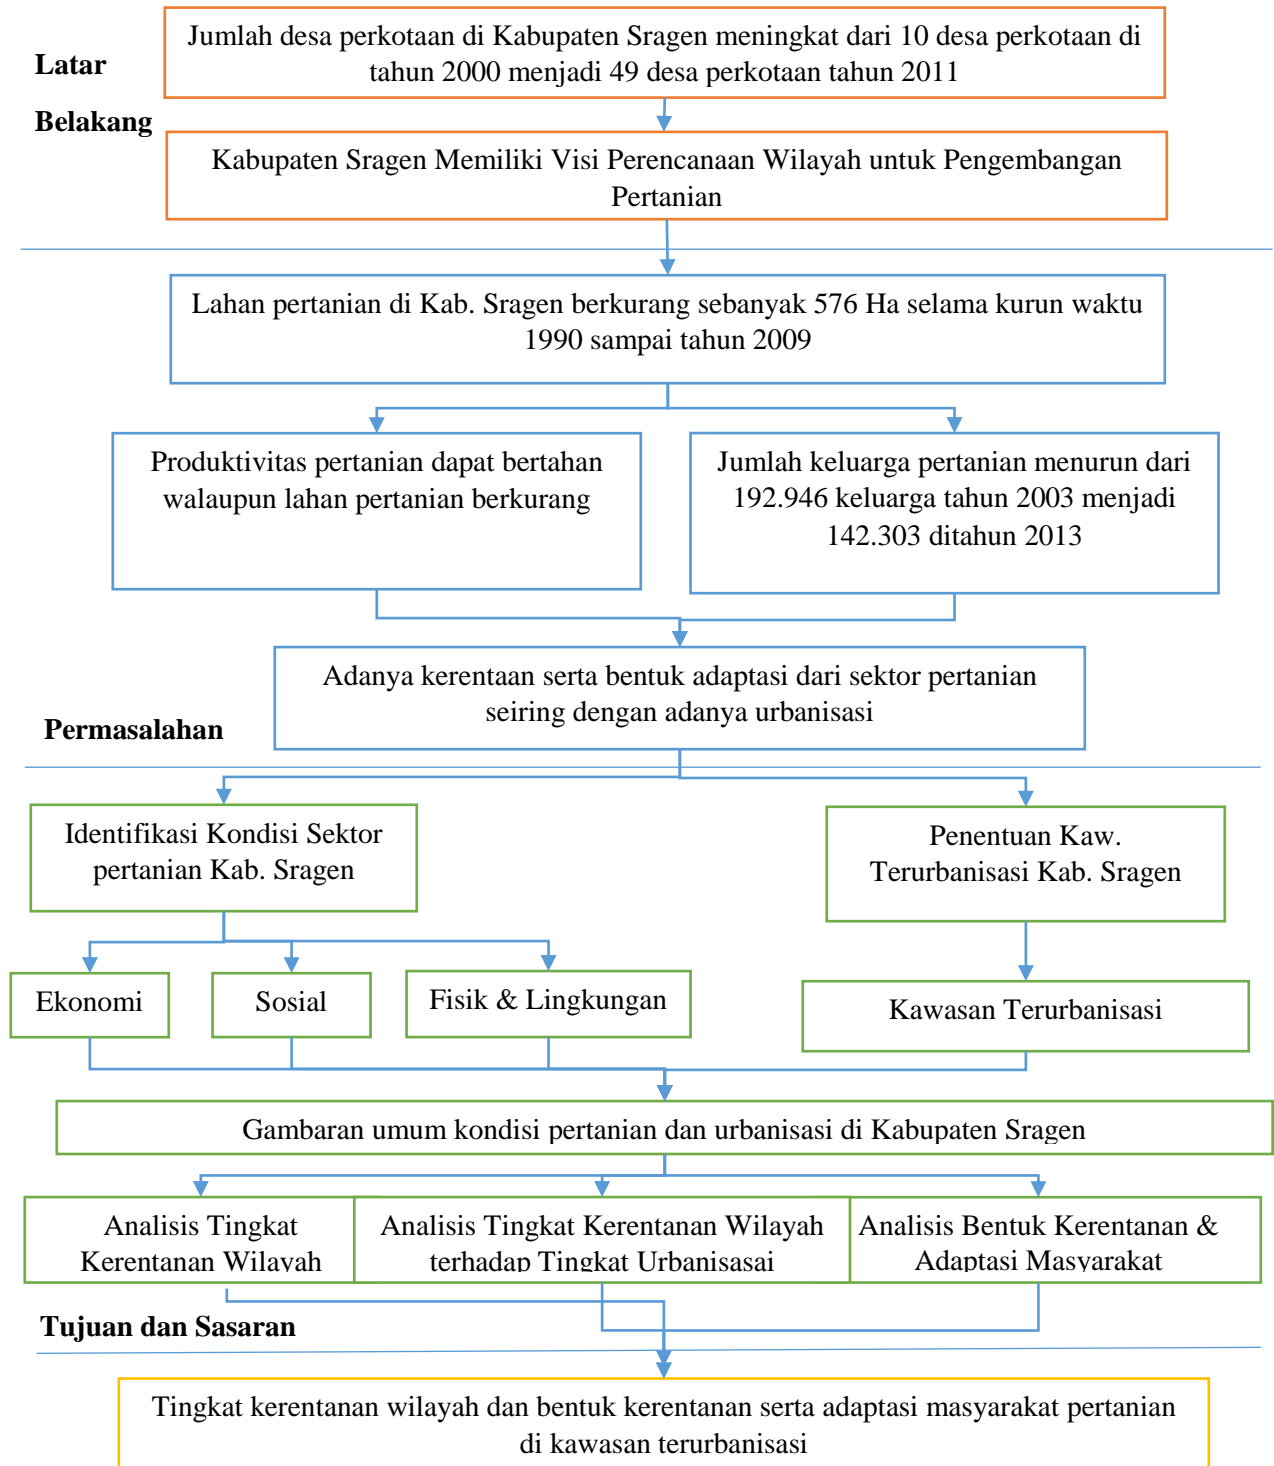 Jumlah desa perkotaan di Kabupaten Sragen meningkat dari 10 desa perkotaan di
tahun 2000 menjadi 49 desa perkotaan tahun 2011
Latar
Belakang
Kabupaten Sragen Memiliki Visi Perencanaan Wilayah untuk Pengembangan
Pertanian
Lahan pertanian di Kab. Sragen berkurang sebanyak 576 Ha selama kurun waktu
1990 sampai tahun 2009
Produktivitas pertanian dapat bertahan
walaupun lahan pertanian berkurang
Jumlah keluarga pertanian menurun dari
192.946 keluarga tahun 2003 menjadi
142.303 ditahun 2013
Adanya kerentaan serta bentuk adaptasi dari sektor pertanian
seiring dengan adanya urbanisasi
Permasalahan
Identifikasi Kondisi Sektor
pertanian Kab. Sragen
Penentuan Kaw.
Terurbanisasi Kab. Sragen
Ekonomi
Sosial
Fisik & Lingkungan
Kawasan Terurbanisasi
Gambaran umum kondisi pertanian dan urbanisasi di Kabupaten Sragen
Analisis Tingkat
Kerentanan Wilayah
Analisis Tingkat Kerentanan Wilayah
terhadap Tingkat Urbanisasai
Analisis Bentuk Kerentanan &
Adaptasi Masyarakat
Tujuan dan Sasaran
Tingkat kerentanan wilayah dan bentuk kerentanan serta adaptasi masyarakat pertanian
di kawasan terurbanisasi